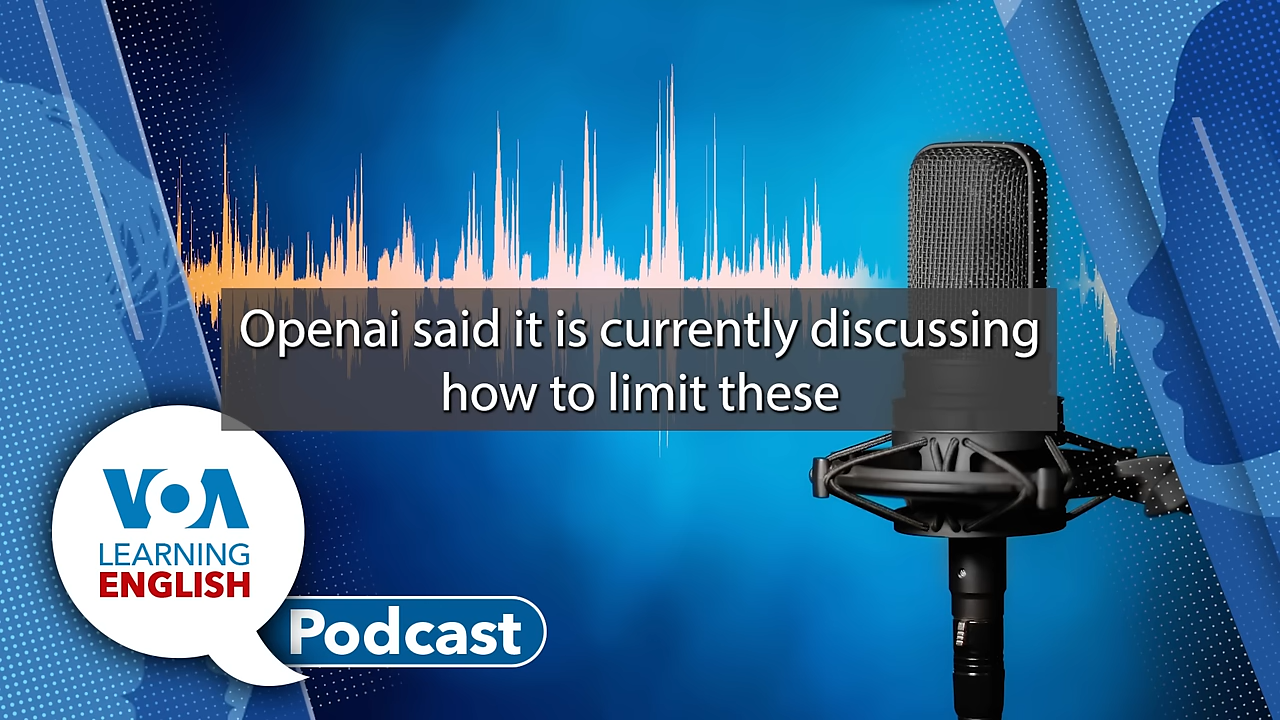 Openai said it is currently discussing
how to limit these
VOA
LEARNING
ENGLISH
Podcast